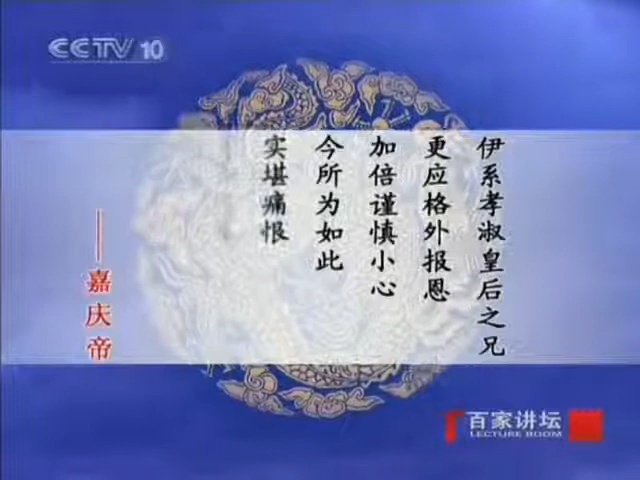 CCTV 10
伊系孝淑皇后之兄
更应格外报恩
加倍谨慎小心
今所为如此
实堪痛恨
——嘉庆帝
百家讲坛
LECTURE ROOM